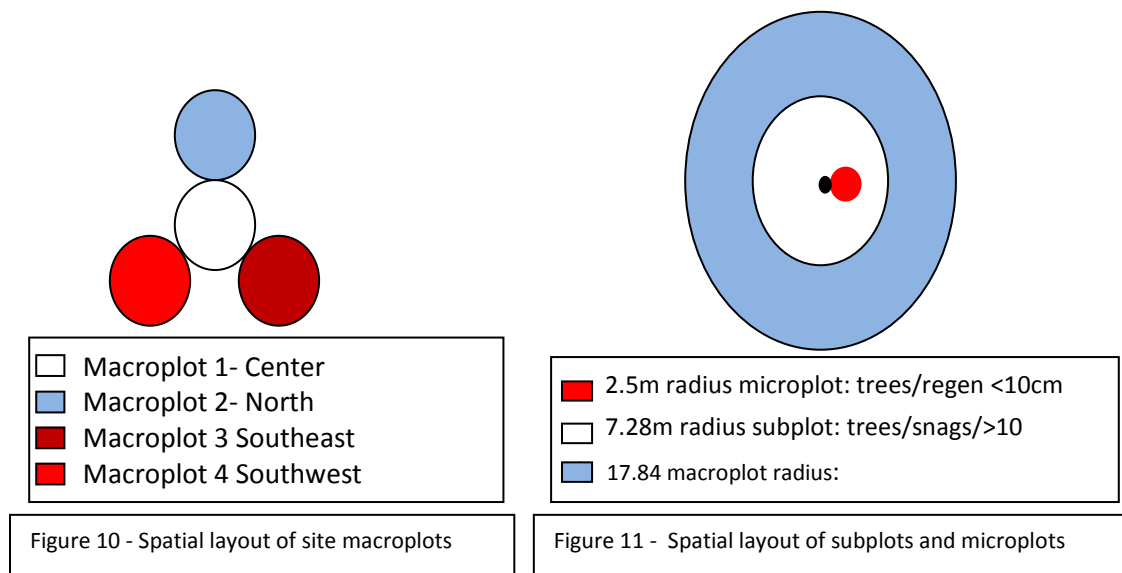 Macroplot 1- Center
Macroplot 2- North
Macroplot 3 Southeast
Macroplot 4 Southwest
Figure 10 - Spatial layout of site macroplots
2.5m radius microplot: trees/regen <10cm
7.28m radius subplot: trees/snags/>10
17.84 macroplot radius:
Figure 11 - Spatial layout of subplots and microplots